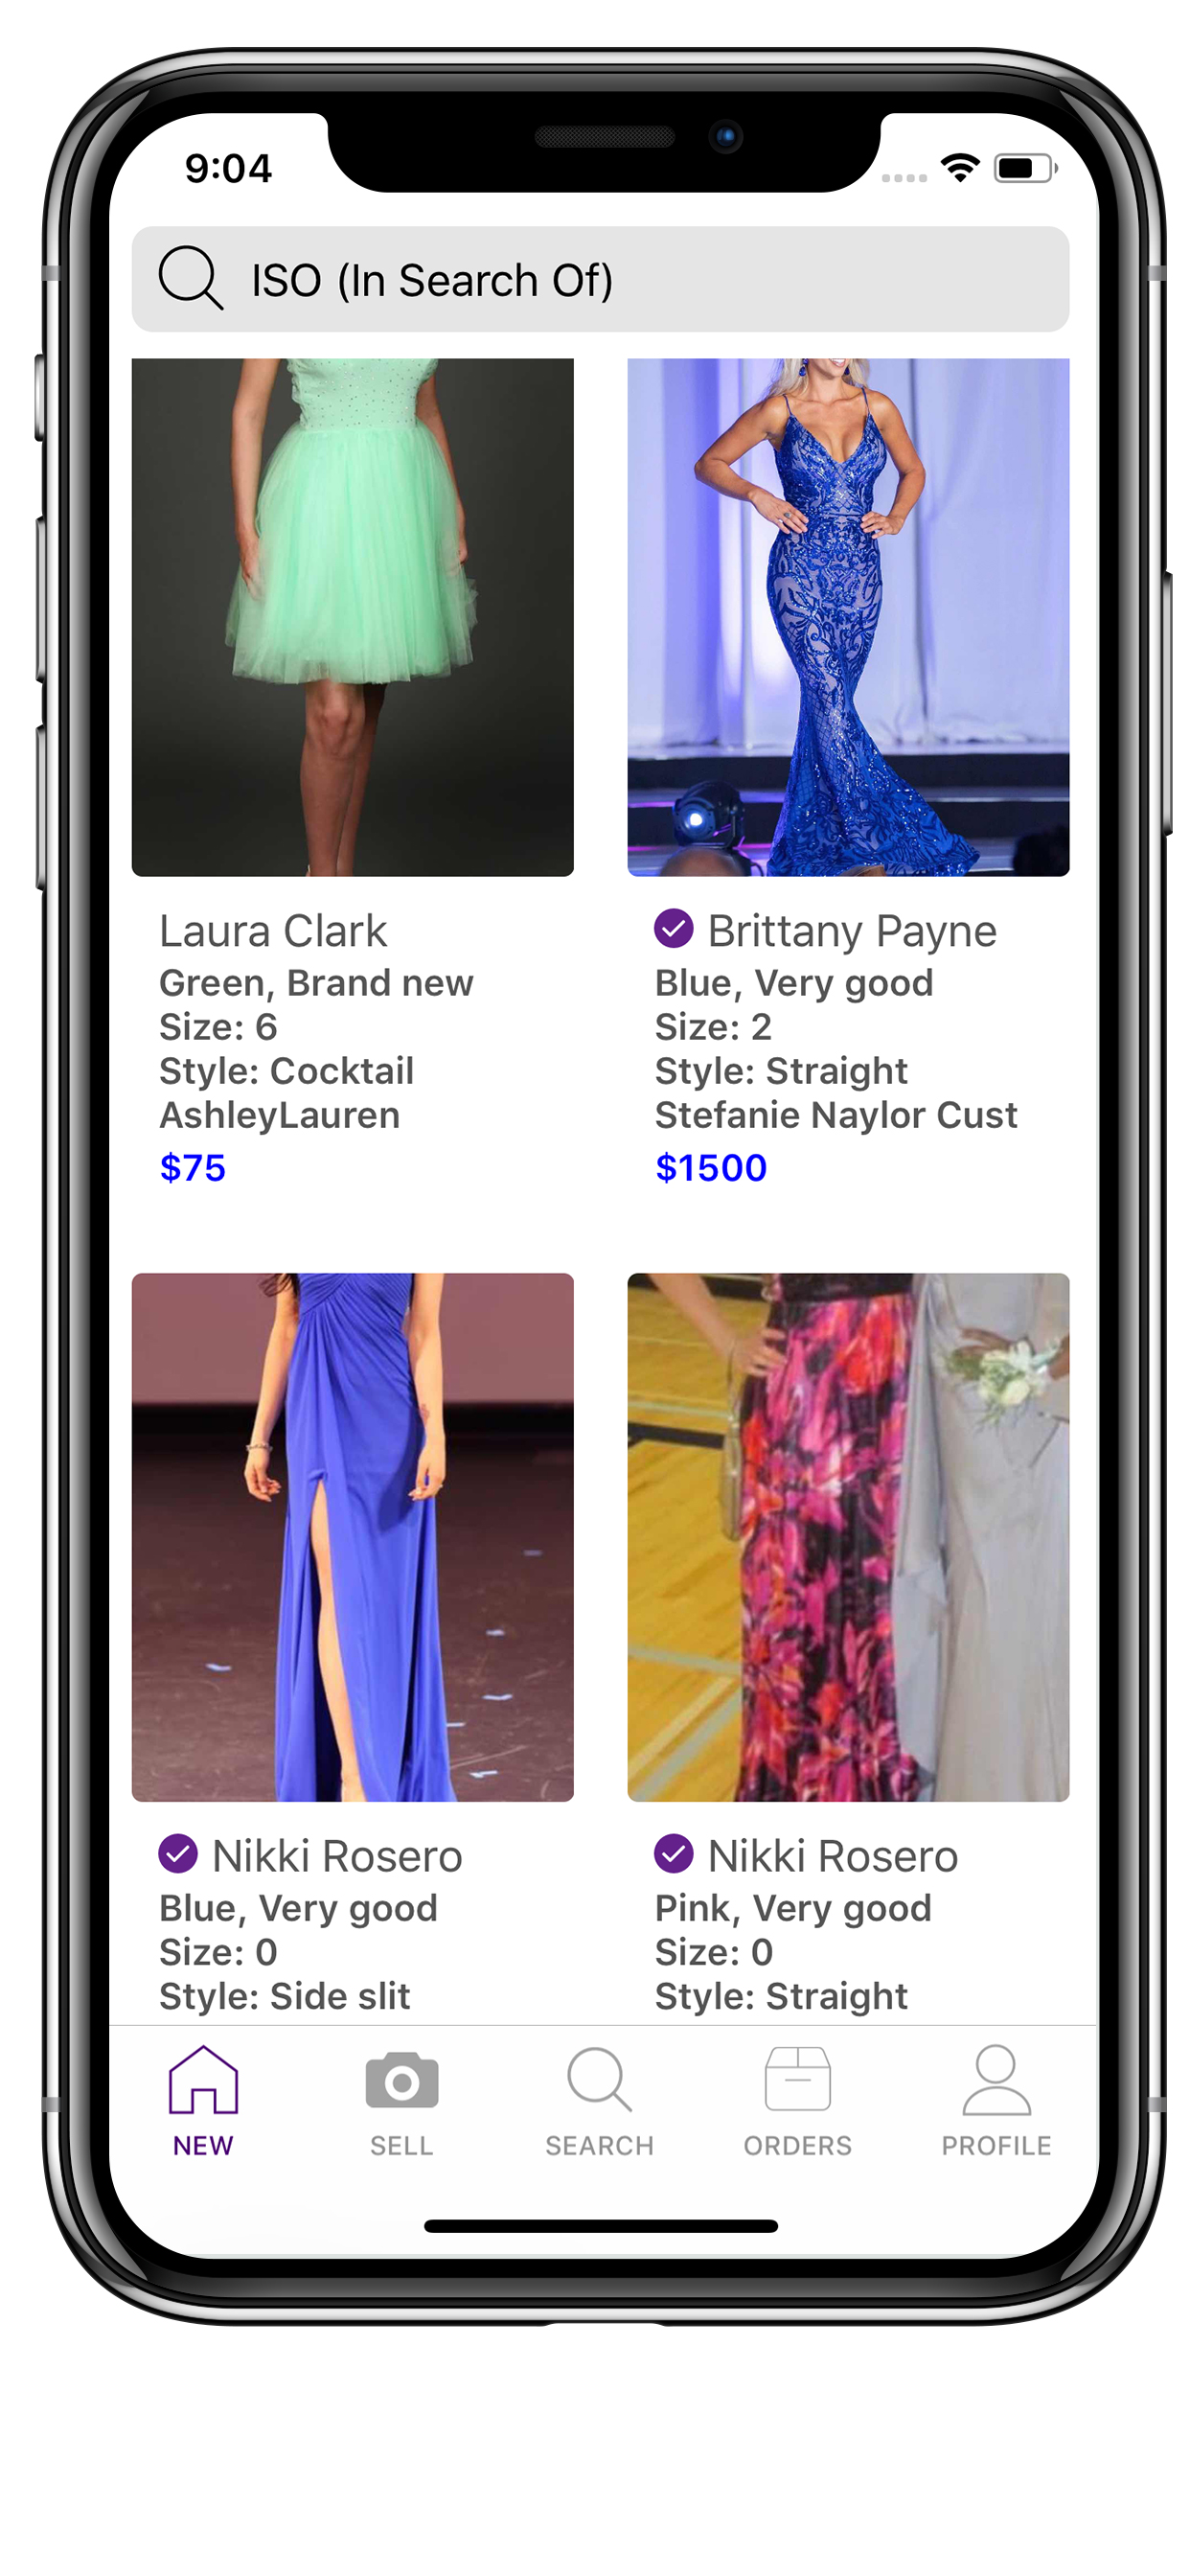 9:04
ISO (In Search Of)
Laura Clark
Green, Brand new
Size: 6
Style: Cocktail
AshleyLauren
$75
Brittany Payne
Blue, Very good
Size: 2
Style: Straight
Stefanie Naylor Cust
$1500
Nikki Rosero
Blue, Very good
Size: 0
Style: Side slit
Nikki Rosero
Pink, Very good
Size: 0
Style: Straight
NEW
SELL
SEARCH
ORDERS
PROFILE